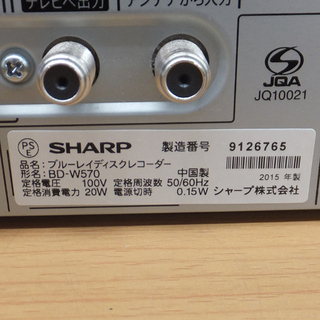 テレビへ出力
アンテナから入力
JQA
JQ10021
PS
E
SHARP
製造番号 9126765
品名:ブルーレイディスクレコーダー
形名:BD-W570 中国製
定格電圧 100V 定格周波数 50/60Hz
定格消費電力 20W 電源切時 0.15W
2015 年製
シャープ株式会社